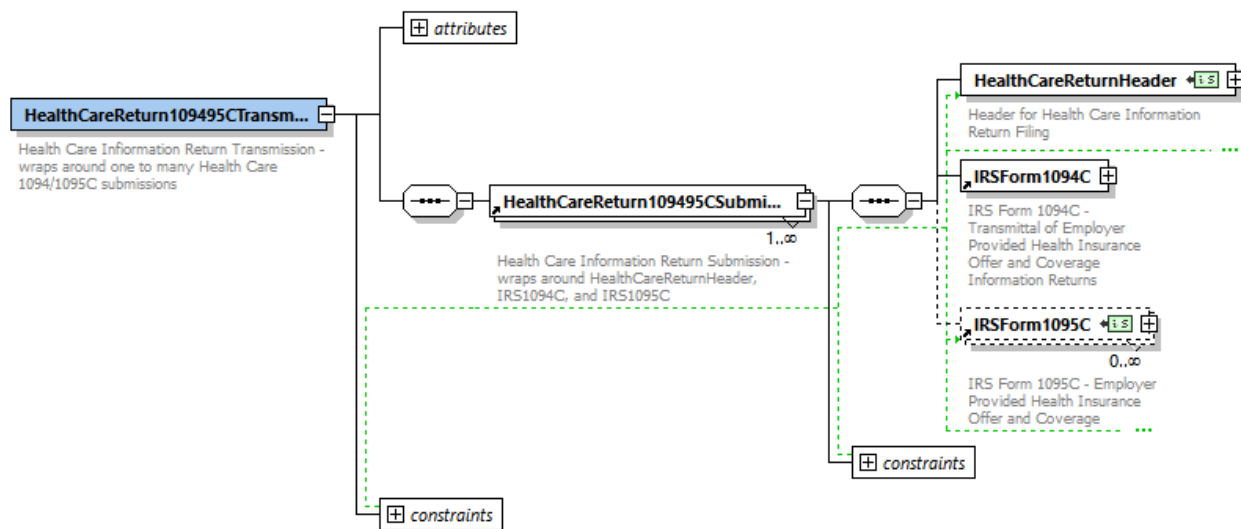 attributes
HealthCareReturn109495CTransm...
Health Care Infiormation Return Transmission -
wraps around one to many Health Care
1094/1095C submissions
HealthCareReturn109495CSubmi...
1..∞
Health Care Information Return Submission -
wraps around HealthCareReturnHeader,
IRS1094C, and IRS1095C
HealthCareReturnHeader
is
Header for Health Care Information
Return Filing
...
IRSForm1094C
IRS Form 1094C -
Transmittal of Employer
Provided Health Insurance
Offer and Coverage
Information Returns
IRSForm1095C
is
0..∞
IRS Form 1095C - Employer
Provided Health Insurance
Offer and Coverage
...
constraints
constraints